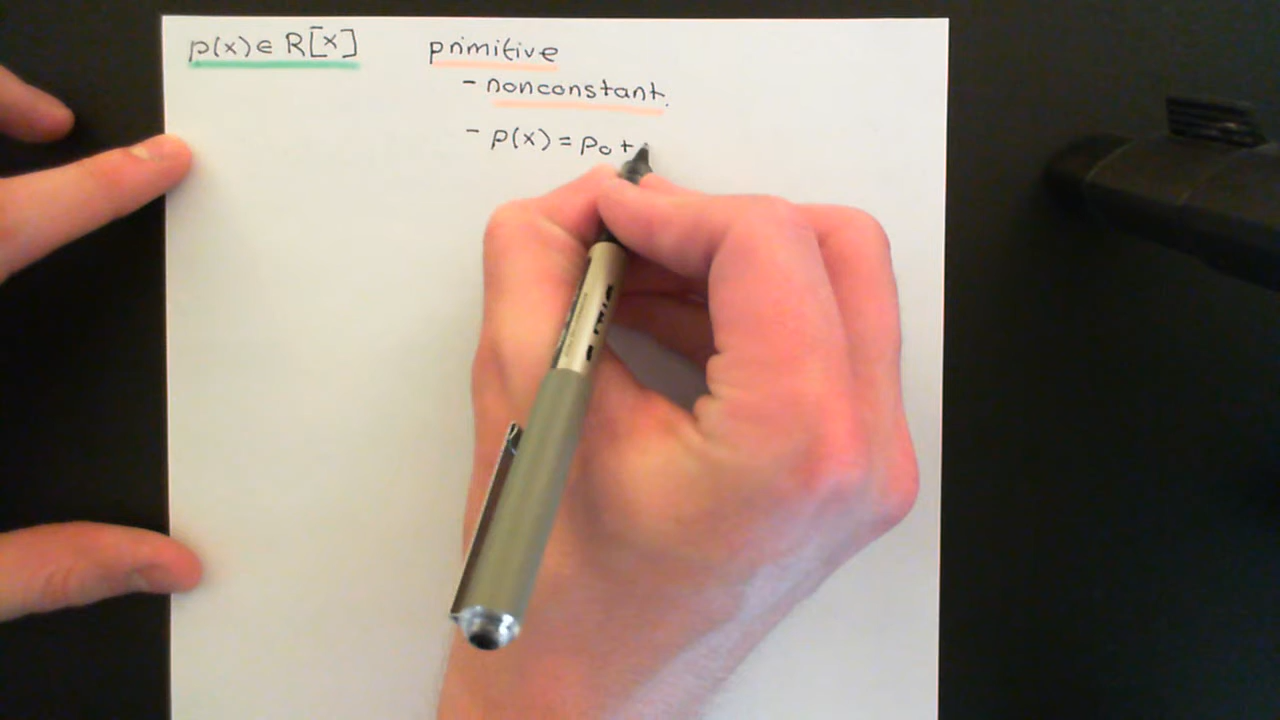 p(x) ∈ R[x]
primitive
- nonconstant.
- p(x) = p₀ +